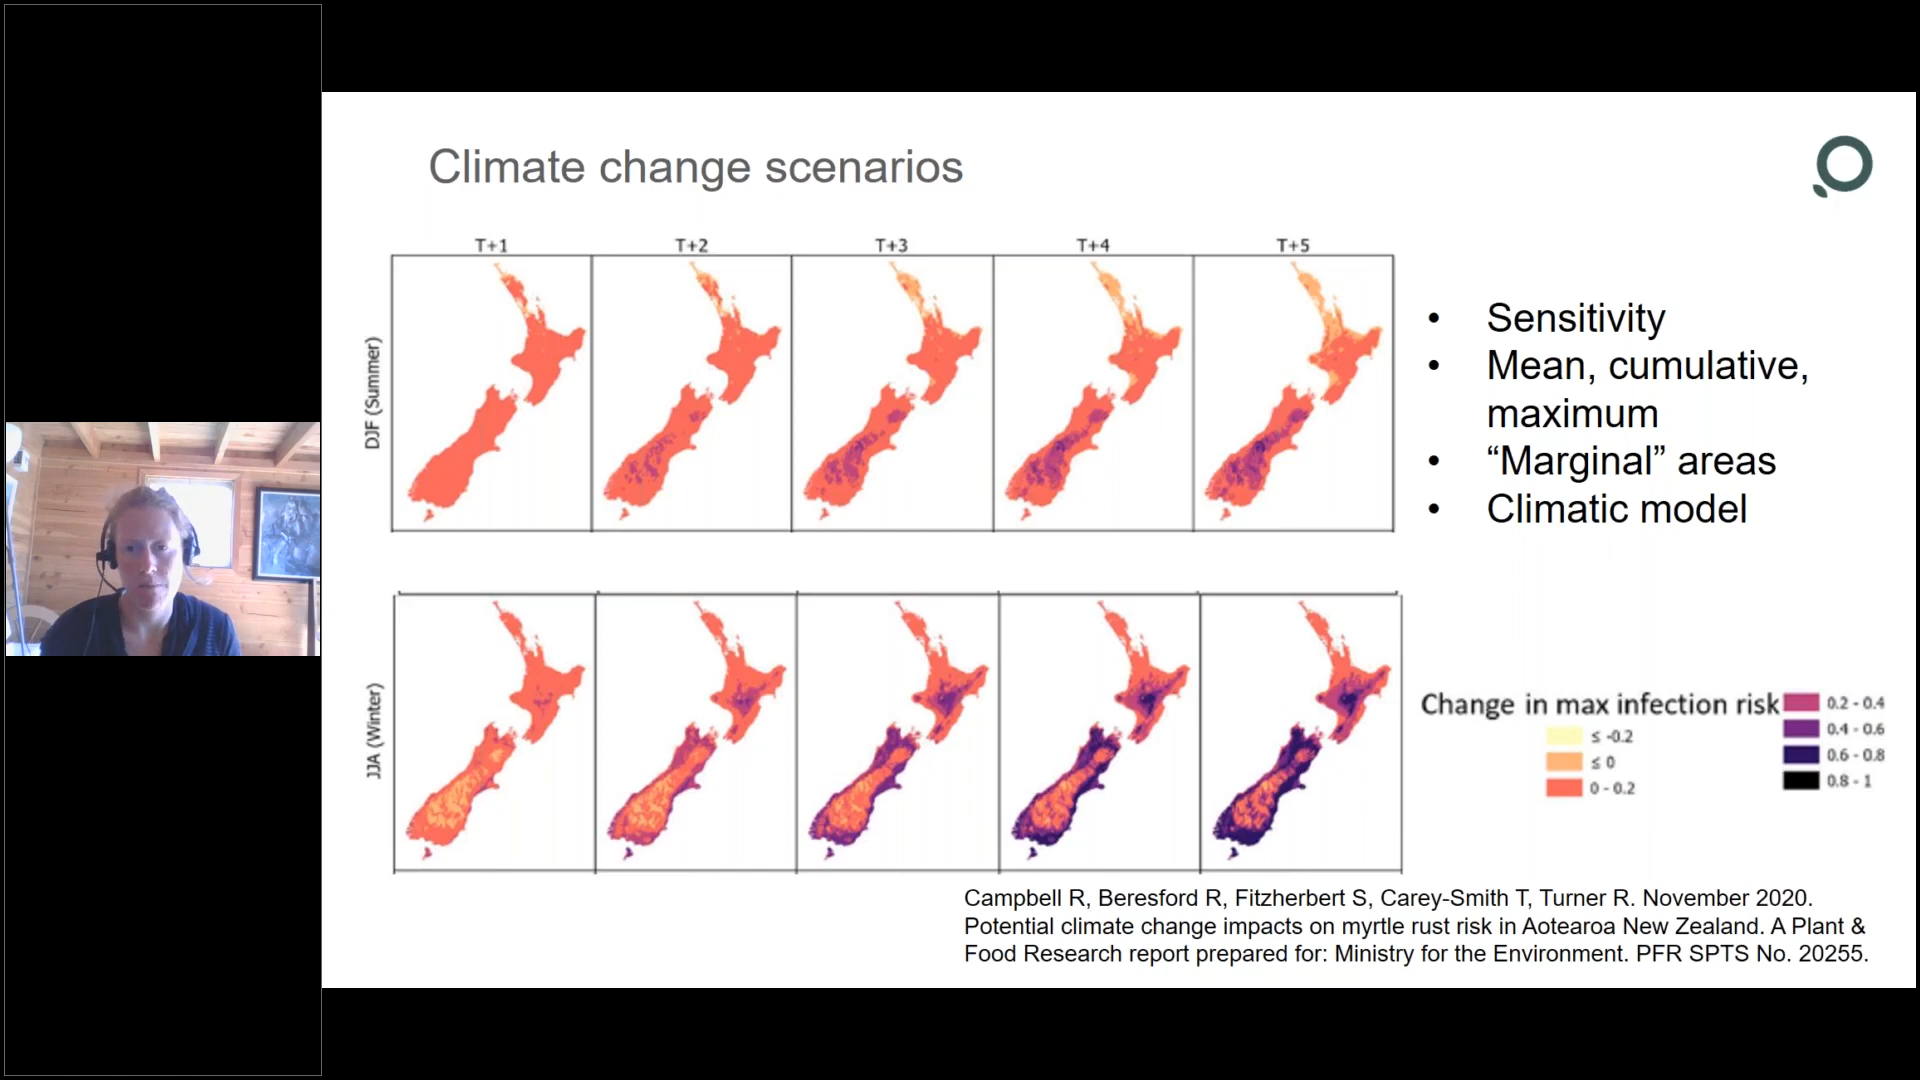 Climate change scenarios
T+1 T+2 T+3 T+4 T+5
DJF (Summer)
• Sensitivity
• Mean, cumulative,
maximum
• “Marginal” areas
• Climatic model
JJA (Winter)
Change in max infection risk
≤ -0.2
≤ 0
0 - 0.2
0.2 - 0.4
0.4 - 0.6
0.6 - 0.8
0.8 - 1
Campbell R, Beresford R, Fitzherbert S, Carey-Smith T, Turner R. November 2020.
Potential climate change impacts on myrtle rust risk in Aotearoa New Zealand. A Plant &
Food Research report prepared for: Ministry for the Environment. PFR SPTS No. 20255.